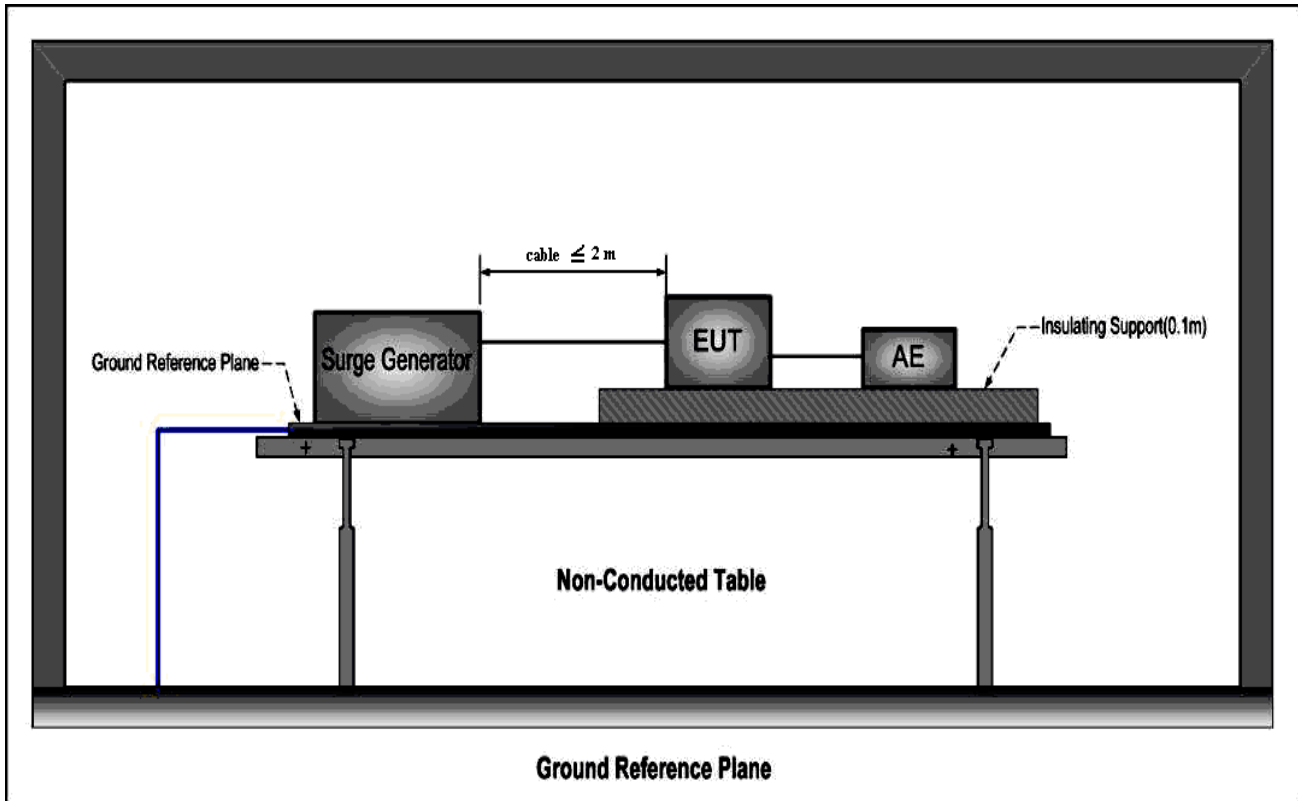 cable ≦ 2 m
Insulating Support(0.1m)
Surge Generator
EUT
AE
Ground Reference Plane
Non-Conducted Table
Ground Reference Plane